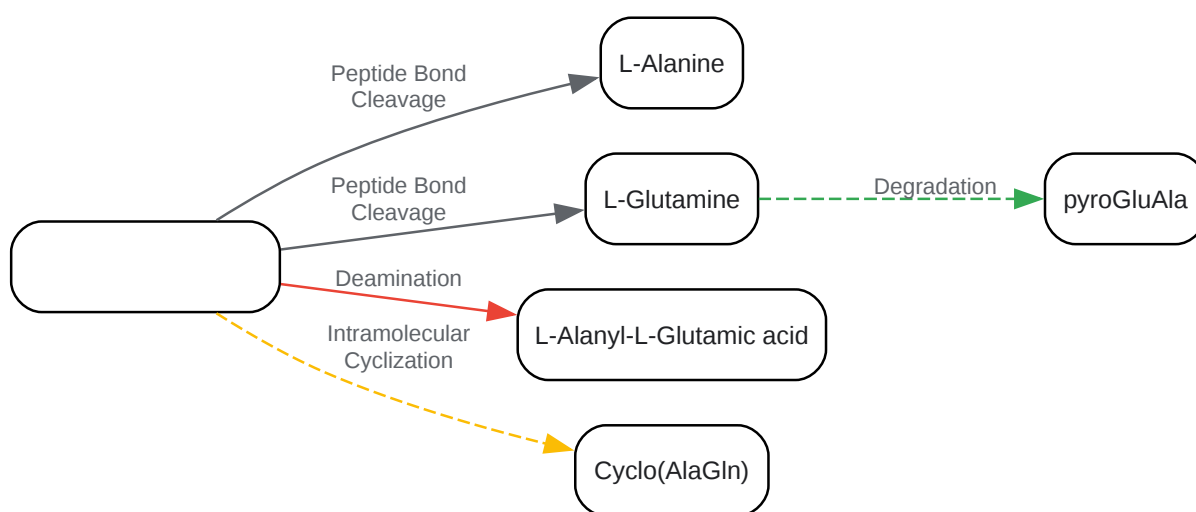 L-Alanine
Peptide Bond
Cleavage
Peptide Bond
Cleavage
L-Glutamine
Degradation
pyroGluAla
Deamination
L-Alanyl-L-Glutamic acid
Intramolecular
Cyclization
Cyclo(AlaGln)